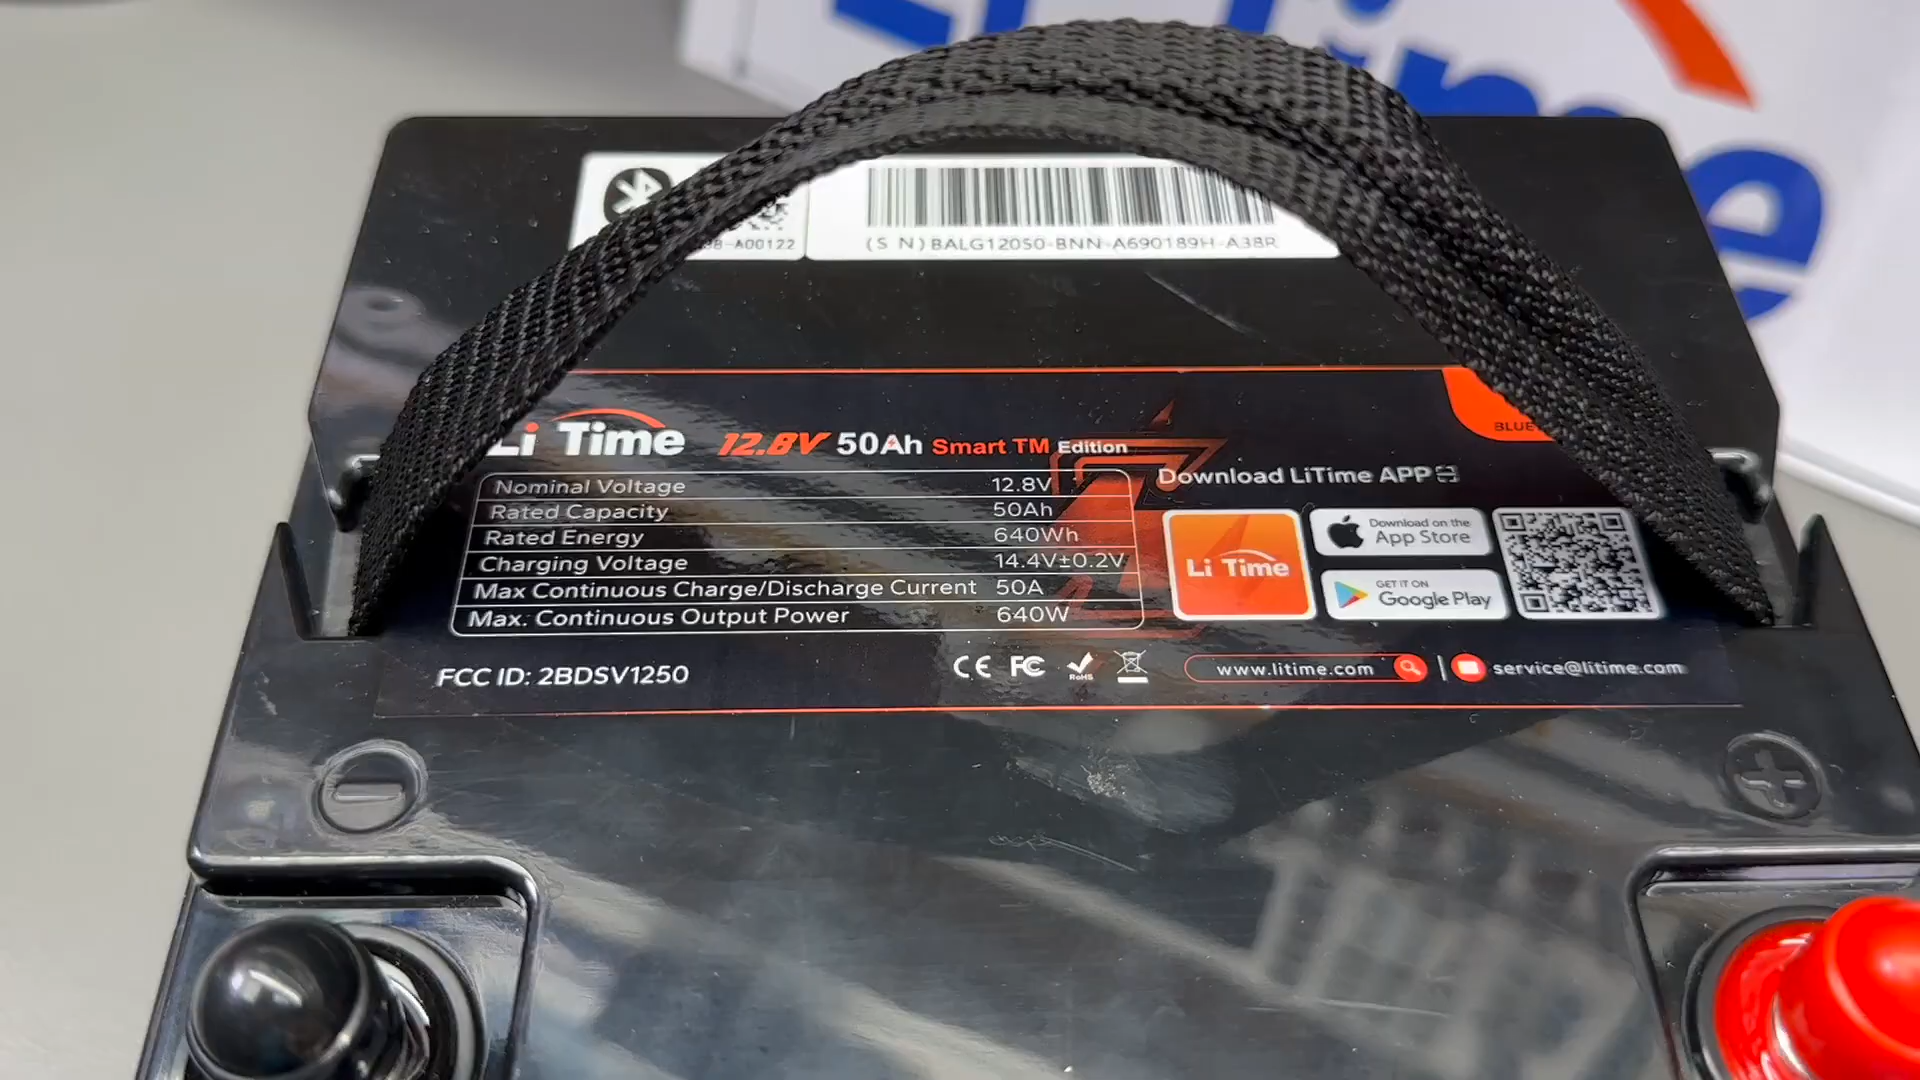 Li Time
-A00122
(S N)BALG12050-BNN-A690189H-A38R
Li Time 12.8V 50Ah Smart TM Edition
BLUE
Nominal Voltage 12.8V
Rated Capacity 50Ah
Rated Energy 640Wh
Charging Voltage 14.4V±0.2V
Max Continuous Charge/Discharge Current 50A
Max. Continuous Output Power 640W
Download LiTime APP
Li Time
Download on the
App Store
GET IT ON
Google Play
FCC ID: 2BDSV1250
CE FC RoHS
www.litime.com | service@litime.com